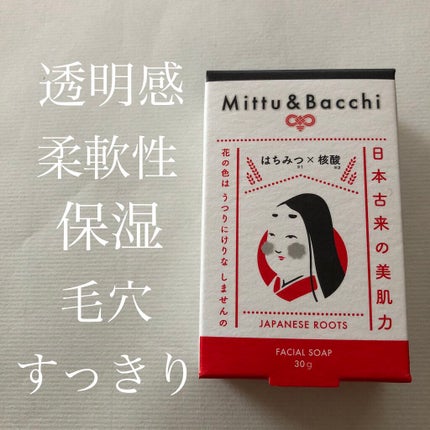 透明感
柔軟性
保湿
毛穴
すっきり
Mittu&Bacchi
はちみつ×核酸
※1 ※2
日本古来の美肌力
花の色は うつりにけりな しませんの
JAPANESE ROOTS
FACIAL SOAP
30g